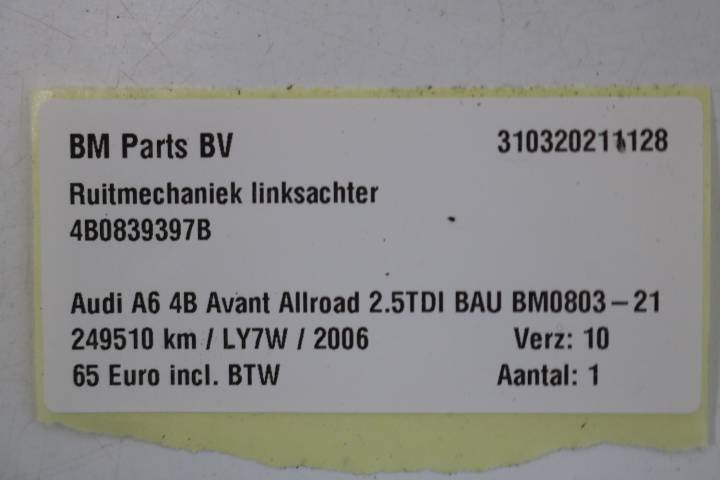 BM Parts BV 310320211128
Ruitmechaniek linksachter
4B0839397B
Audi A6 4B Avant Allroad 2.5TDI BAU BM0803-21
249510 km / LY7W / 2006 Verz: 10
65 Euro incl. BTW Aantal: 1